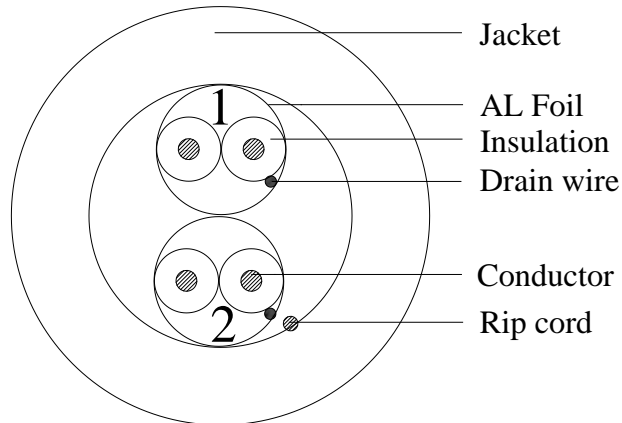 Jacket
1
AL Foil
Insulation
Drain wire
Conductor
2
Rip cord